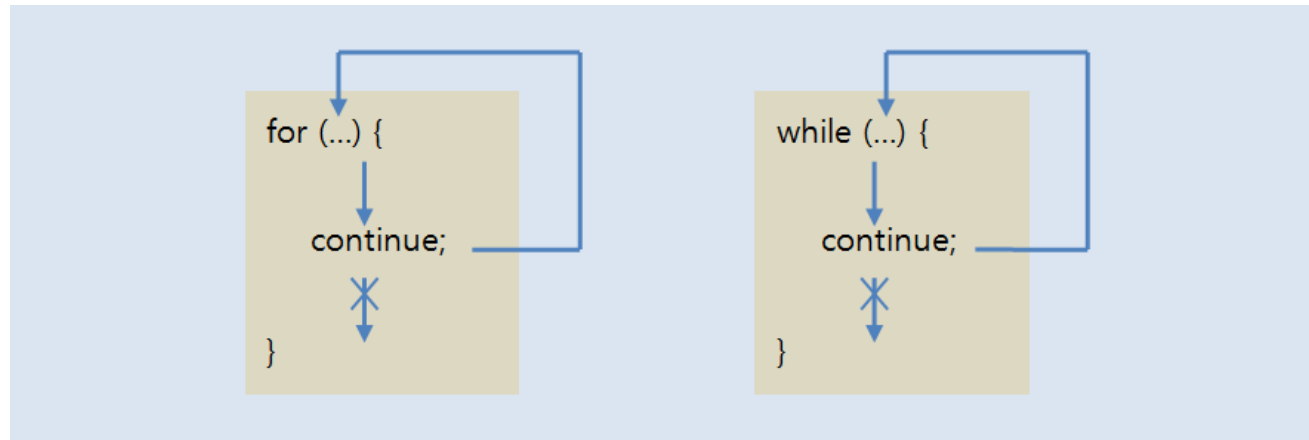 for (...) {
continue;
}
while (...) {
continue;
}